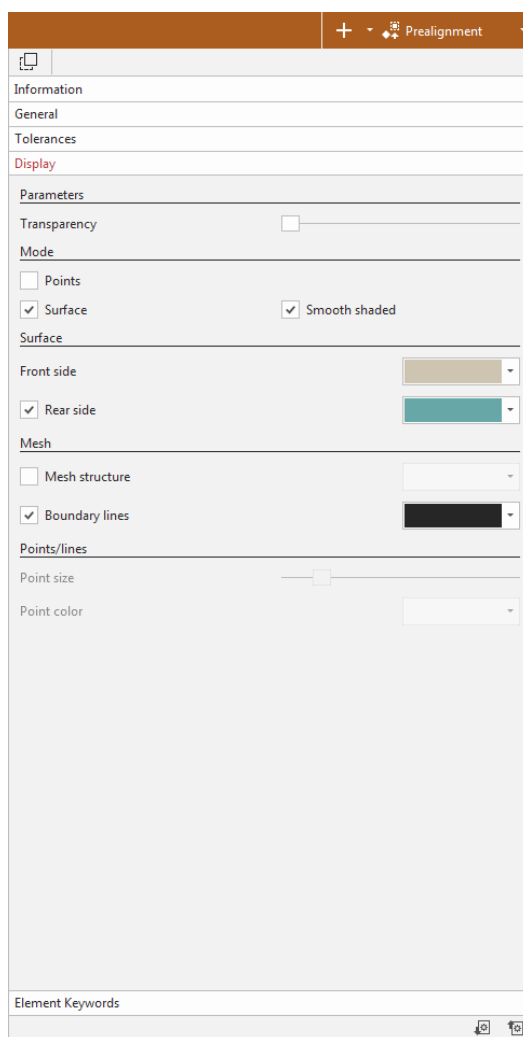 Prealignment
Information
General
Tolerances
Display
Parameters
Transparency
Mode
Points
Surface Smooth shaded
Surface
Front side
Rear side
Mesh
Mesh structure
Boundary lines
Points/lines
Point size
Point color
Element Keywords